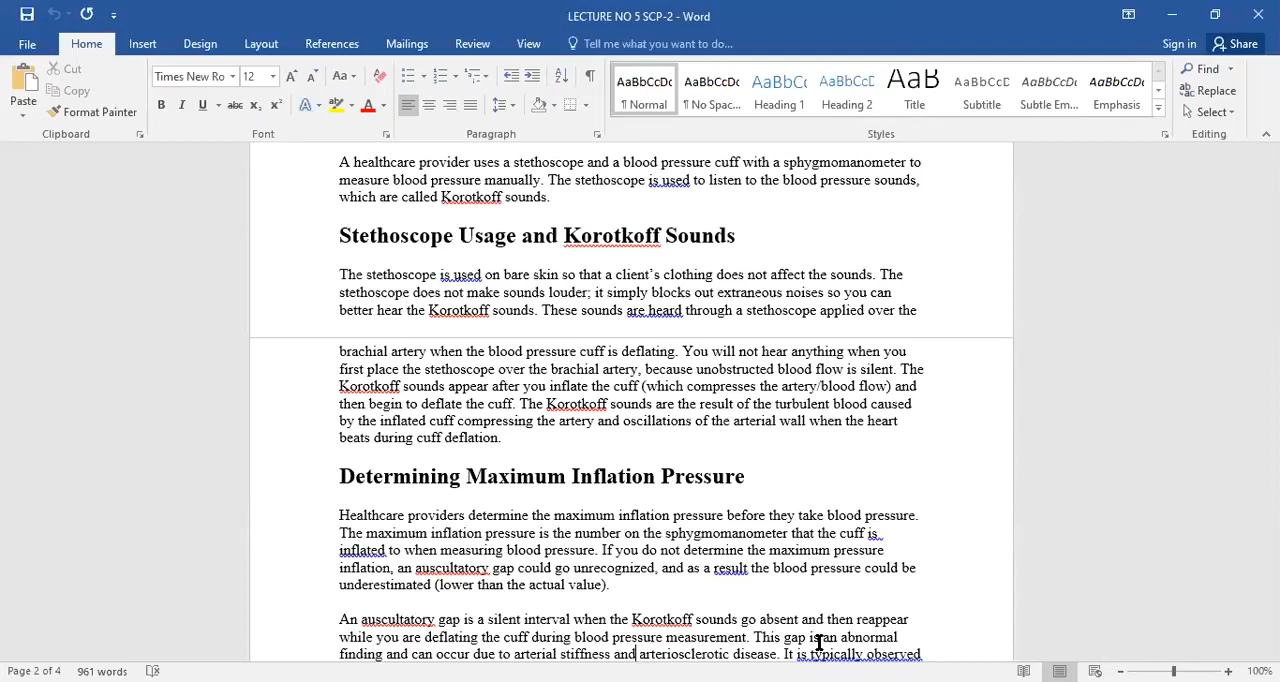 LECTURE NO 5 SCP-2 - Word
File Home Insert Design Layout References Mailings Review View Tell me what you want to do... Sign in Share
Paste
Cut
Copy
Format Painter
Clipboard
Times New Ro 12
Font
Paragraph
AaBbCcDc AaBbCcDc AaBbCc AaBbCcE AaB AaBbCcD AaBbCcDc AaBbCcDc
¶ Normal ¶ No Spac... Heading 1 Heading 2 Title Subtitle Subtle Em... Emphasis
Styles
Find
Replace
Select
Editing
A healthcare provider uses a stethoscope and a blood pressure cuff with a sphygmomanometer to
measure blood pressure manually. The stethoscope is used to listen to the blood pressure sounds,
which are called Korotkoff sounds.
Stethoscope Usage and Korotkoff Sounds
The stethoscope is used on bare skin so that a client’s clothing does not affect the sounds. The
stethoscope does not make sounds louder; it simply blocks out extraneous noises so you can
better hear the Korotkoff sounds. These sounds are heard through a stethoscope applied over the
brachial artery when the blood pressure cuff is deflating. You will not hear anything when you
first place the stethoscope over the brachial artery, because unobstructed blood flow is silent. The
Korotkoff sounds appear after you inflate the cuff (which compresses the artery/blood flow) and
then begin to deflate the cuff. The Korotkoff sounds are the result of the turbulent blood caused
by the inflated cuff compressing the artery and oscillations of the arterial wall when the heart
beats during cuff deflation.
Determining Maximum Inflation Pressure
Healthcare providers determine the maximum inflation pressure before they take blood pressure.
The maximum inflation pressure is the number on the sphygmomanometer that the cuff is
inflated to when measuring blood pressure. If you do not determine the maximum pressure
inflation, an auscultatory gap could go unrecognized, and as a result the blood pressure could be
underestimated (lower than the actual value).
An auscultatory gap is a silent interval when the Korotkoff sounds go absent and then reappear
while you are deflating the cuff during blood pressure measurement. This gap is an abnormal
finding and can occur due to arterial stiffness and arteriosclerotic disease. It is typically observed
Page 2 of 4 961 words 100%